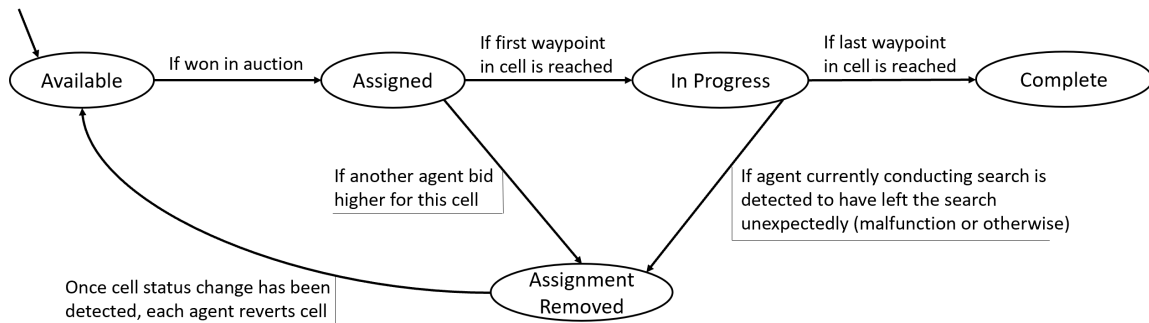 Available
If won in auction
Assigned
If first waypoint
in cell is reached
In Progress
If last waypoint
in cell is reached
Complete
If another agent bid
higher for this cell
If agent currently conducting search is
detected to have left the search
unexpectedly (malfunction or otherwise)
Assignment
Removed
Once cell status change has been
detected, each agent reverts cell